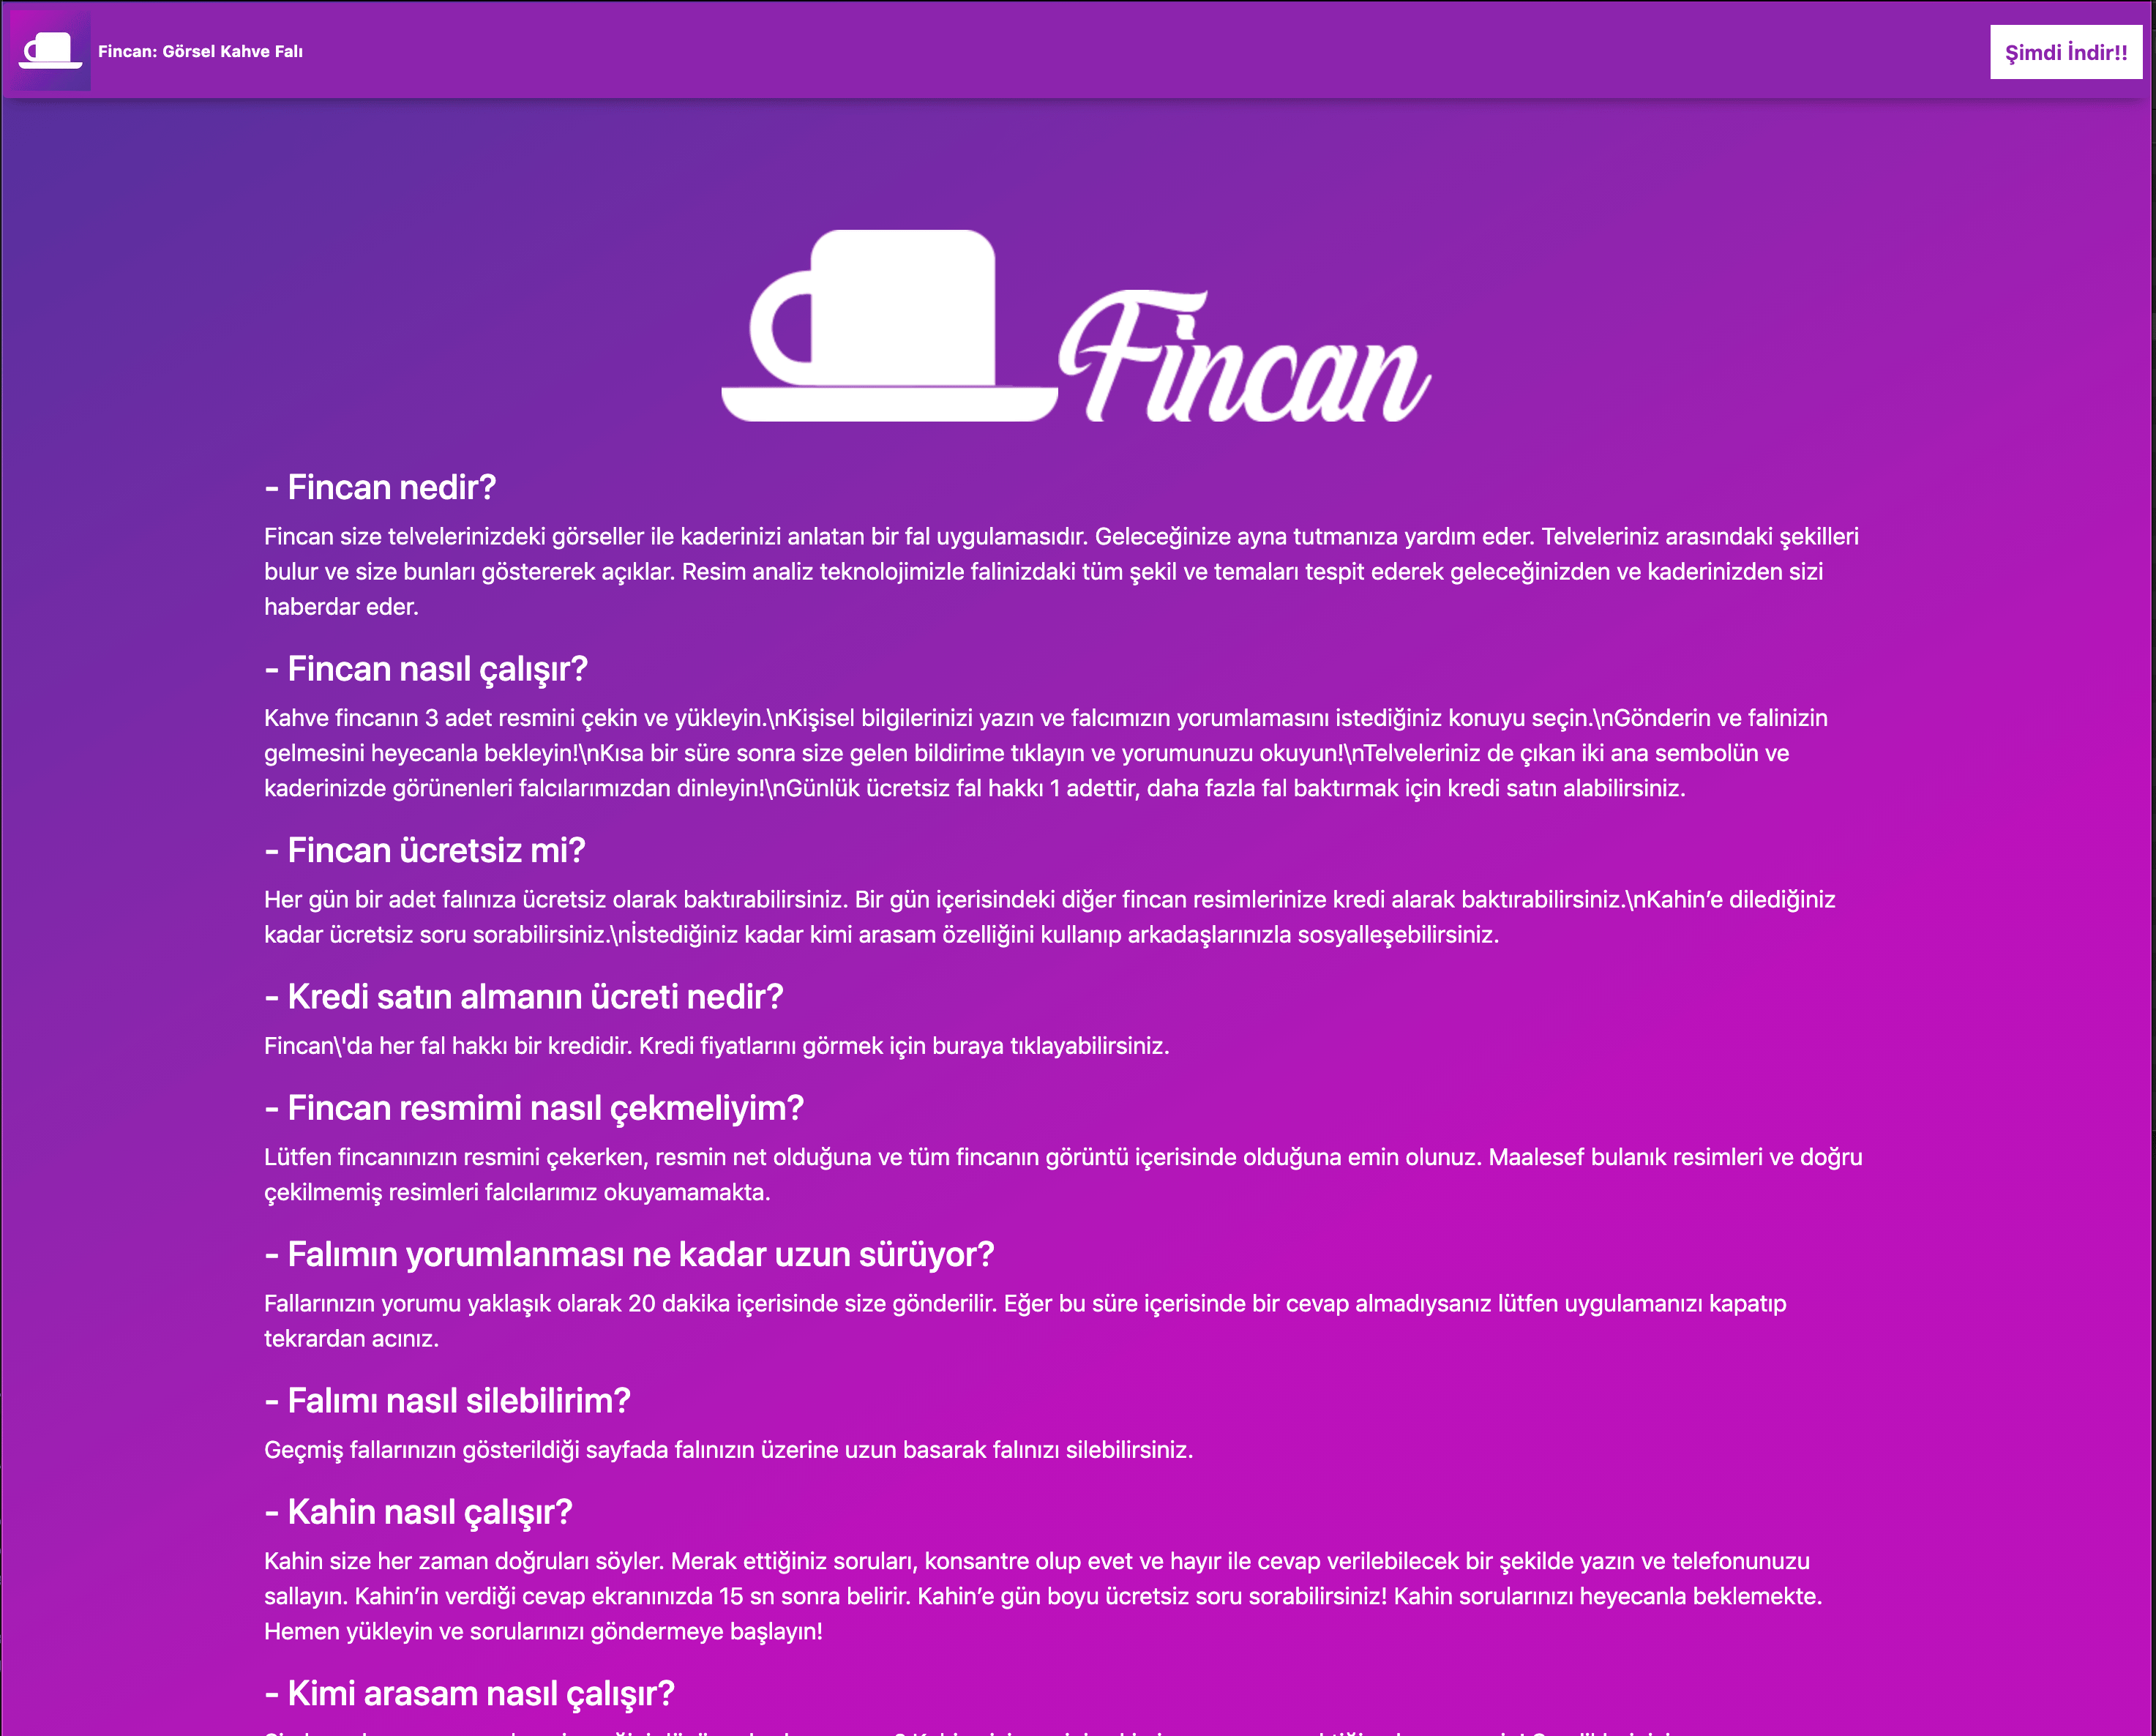 Fincan: Görsel Kahve Falı
Şimdi İndir!!
Fincan
- Fincan nedir?
Fincan size telvelerinizdeki görseller ile kaderinizi anlatan bir fal uygulamasıdır. Geleceğinize ayna tutmanıza yardım eder. Telveleriniz arasındaki şekilleri
bulur ve size bunları göstererek açıklar. Resim analiz teknolojimizle falinizdaki tüm şekil ve temaları tespit ederek geleceğinizden ve kaderinizden sizi
haberdar eder.
- Fincan nasıl çalışır?
Kahve fincanın 3 adet resmini çekin ve yükleyin.\nKişisel bilgilerinizi yazın ve falcımızın yorumlamasını istediğiniz konuyu seçin.\nGönderin ve falinizin
gelmesini heyecanla bekleyin!\nKısa bir süre sonra size gelen bildirime tıklayın ve yorumunuzu okuyun!\nTelveleriniz de çıkan iki ana sembolün ve
kaderinizde görünenleri falcılarımızdan dinleyin!\nGünlük ücretsiz fal hakkı 1 adettir, daha fazla fal baktırmak için kredi satın alabilirsiniz.
- Fincan ücretsiz mi?
Her gün bir adet falınıza ücretsiz olarak baktırabilirsiniz. Bir gün içerisindeki diğer fincan resimlerinize kredi alarak baktırabilirsiniz.\nKahin’e dilediğiniz
kadar ücretsiz soru sorabilirsiniz.\nİstediğiniz kadar kimi arasam özelliğini kullanıp arkadaşlarınızla sosyalleşebilirsiniz.
- Kredi satın almanın ücreti nedir?
Fincan\'da her fal hakkı bir kredidir. Kredi fiyatlarını görmek için buraya tıklayabilirsiniz.
- Fincan resmimi nasıl çekmeliyim?
Lütfen fincanınızın resmini çekerken, resmin net olduğuna ve tüm fincanın görüntü içerisinde olduğuna emin olunuz. Maalesef bulanık resimleri ve doğru
çekilmemiş resimleri falcılarımız okuyamamakta.
- Falımın yorumlanması ne kadar uzun sürüyor?
Fallarınızın yorumu yaklaşık olarak 20 dakika içerisinde size gönderilir. Eğer bu süre içerisinde bir cevap almadıysanız lütfen uygulamanızı kapatıp
tekrardan acınız.
- Falımı nasıl silebilirim?
Geçmiş fallarınızın gösterildiği sayfada falınızın üzerine uzun basarak falınızı silebilirsiniz.
- Kahin nasıl çalışır?
Kahin size her zaman doğruları söyler. Merak ettiğiniz soruları, konsantre olup evet ve hayır ile cevap verilebilecek bir şekilde yazın ve telefonunuzu
sallayın. Kahin’in verdiği cevap ekranınızda 15 sn sonra belirir. Kahin’e gün boyu ücretsiz soru sorabilirsiniz! Kahin sorularınızı heyecanla beklemekte.
Hemen yükleyin ve sorularınızı göndermeye başlayın!
- Kimi arasam nasıl çalışır?